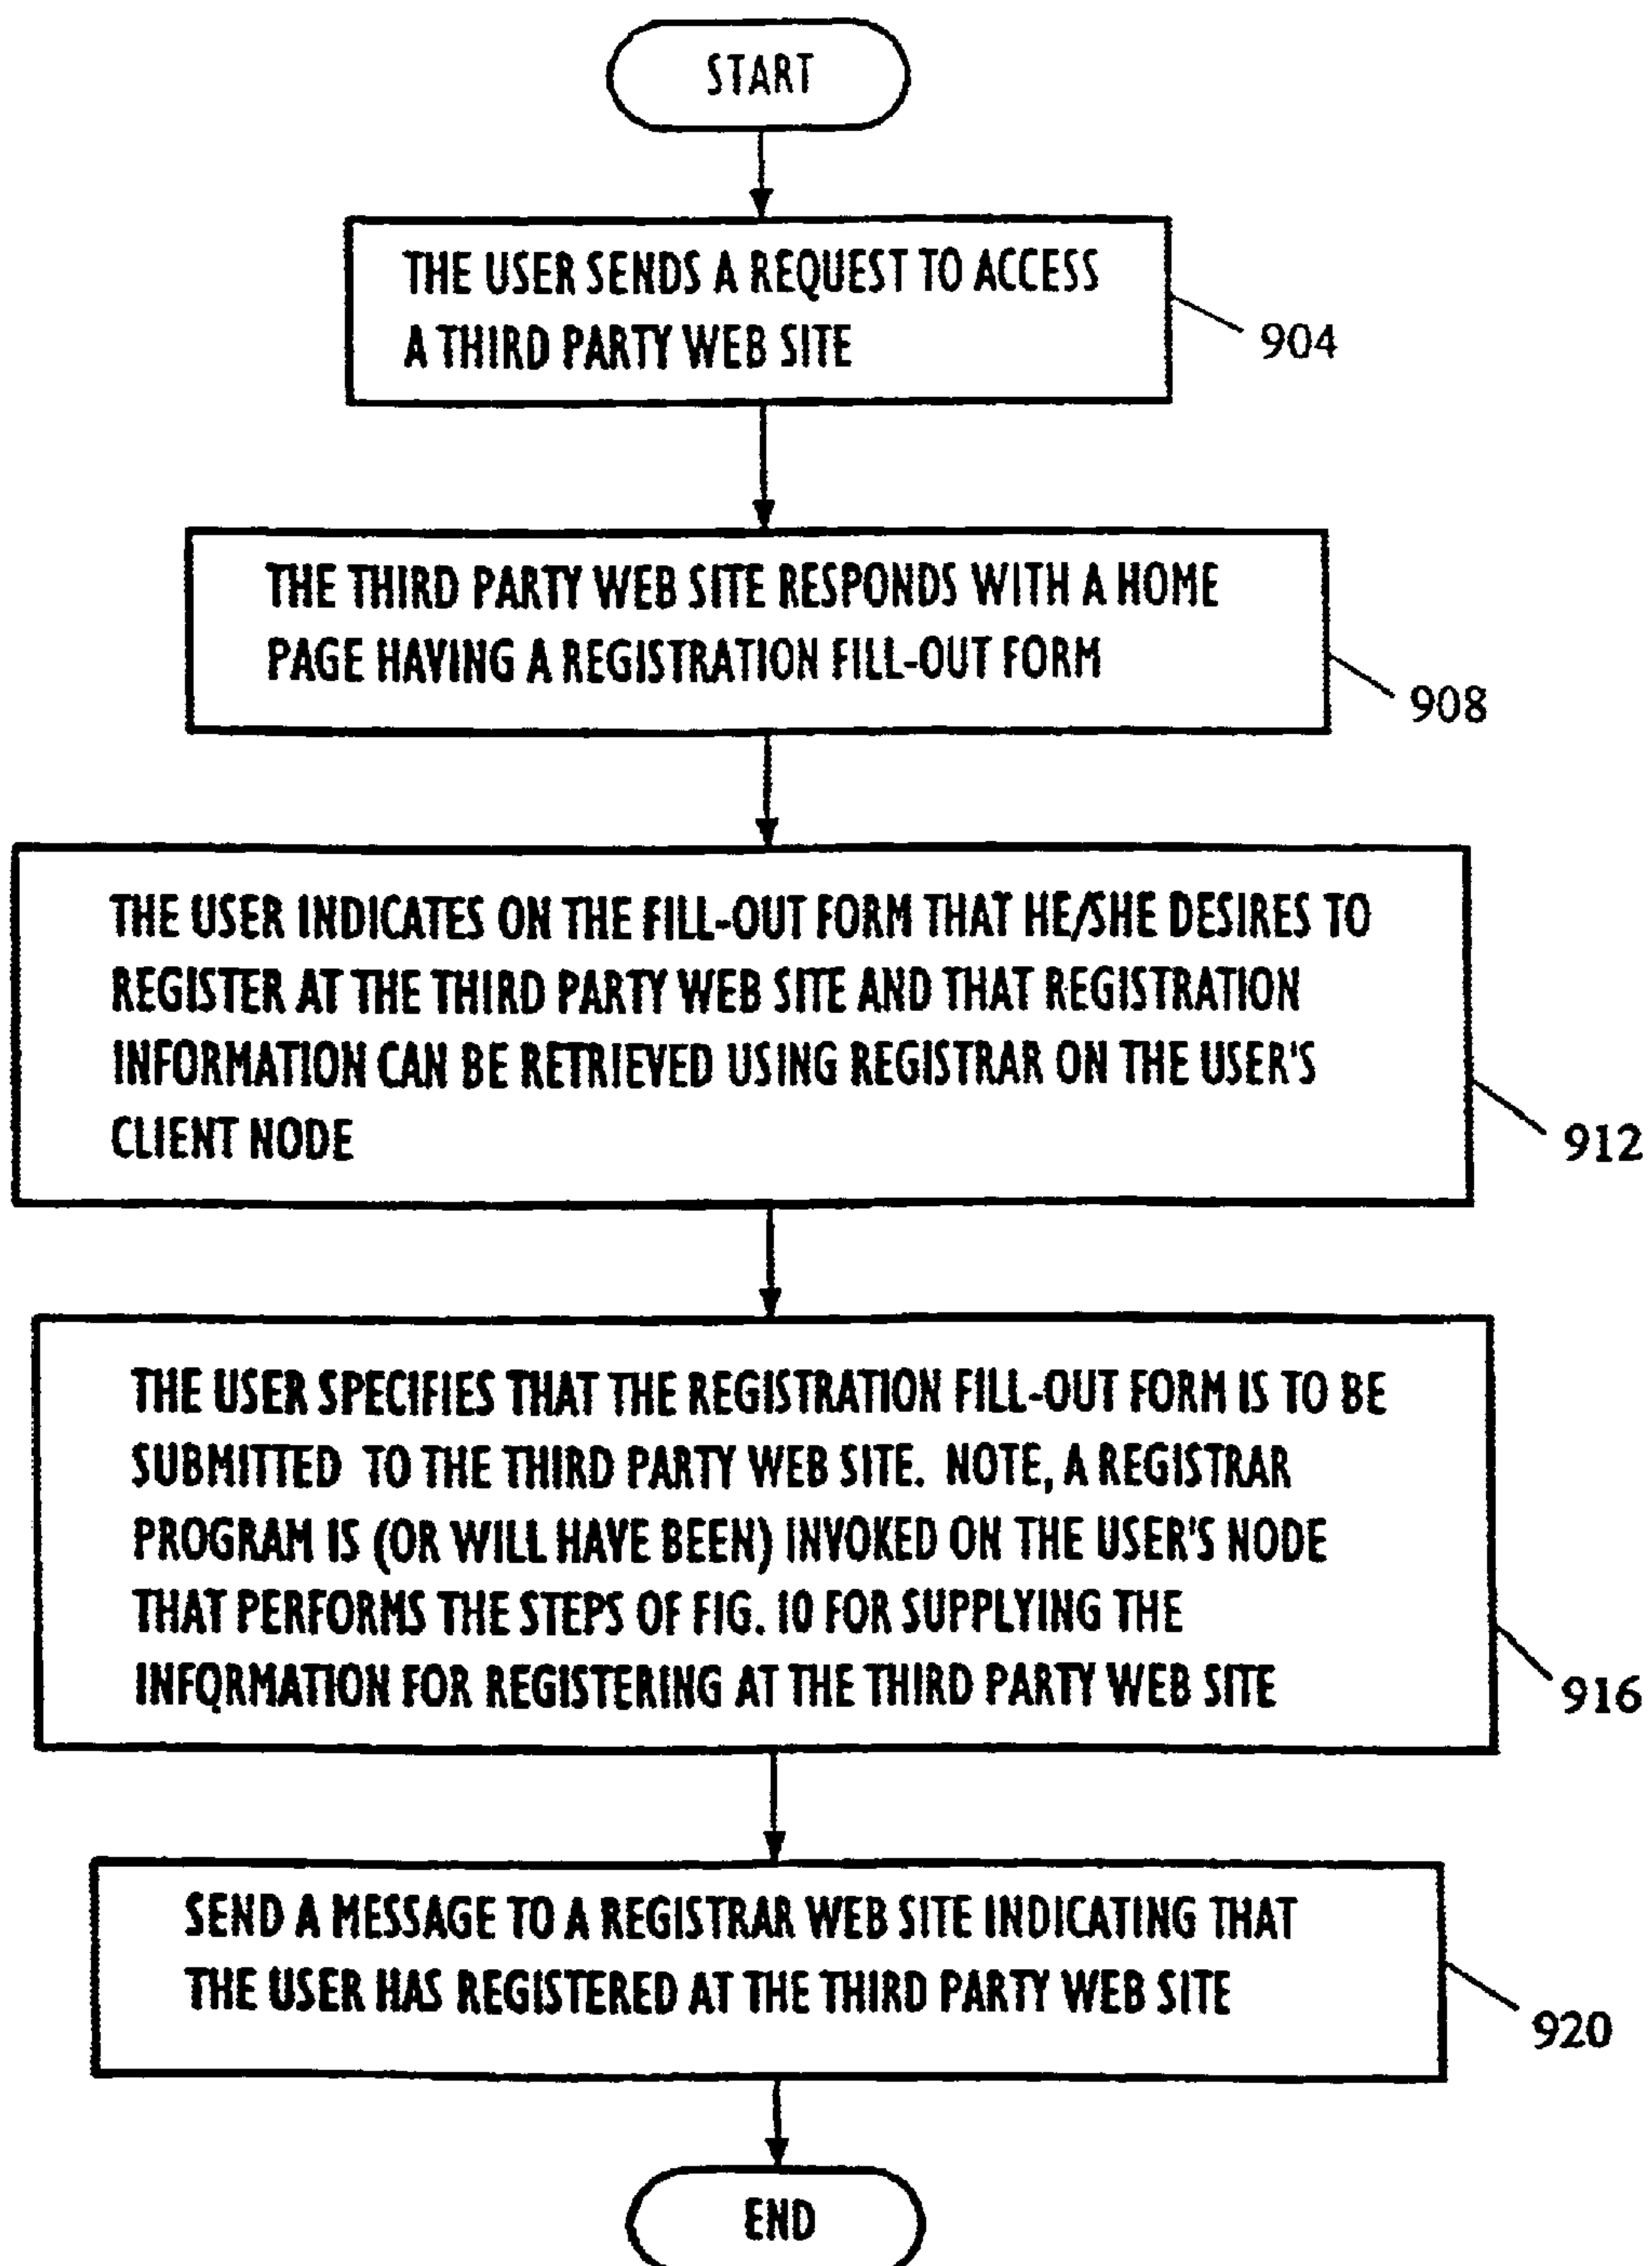 START
THE USER SENDS A REQUEST TO ACCESS
A THIRD PARTY WEB SITE
904
THE THIRD PARTY WEB SITE RESPONDS WITH A HOME
PAGE HAVING A REGISTRATION FILL-OUT FORM
908
THE USER INDICATES ON THE FILL-OUT FORM THAT HE/SHE DESIRES TO
REGISTER AT THE THIRD PARTY WEB SITE AND THAT REGISTRATION
INFORMATION CAN BE RETRIEVED USING REGISTRAR ON THE USER'S
CLIENT NODE
912
THE USER SPECIFIES THAT THE REGISTRATION FILL-OUT FORM IS TO BE
SUBMITTED TO THE THIRD PARTY WEB SITE. NOTE, A REGISTRAR
PROGRAM IS (OR WILL HAVE BEEN) INVOKED ON THE USER'S NODE
THAT PERFORMS THE STEPS OF FIG. 10 FOR SUPPLYING THE
INFORMATION FOR REGISTERING AT THE THIRD PARTY WEB SITE
916
SEND A MESSAGE TO A REGISTRAR WEB SITE INDICATING THAT
THE USER HAS REGISTERED AT THE THIRD PARTY WEB SITE
920
END